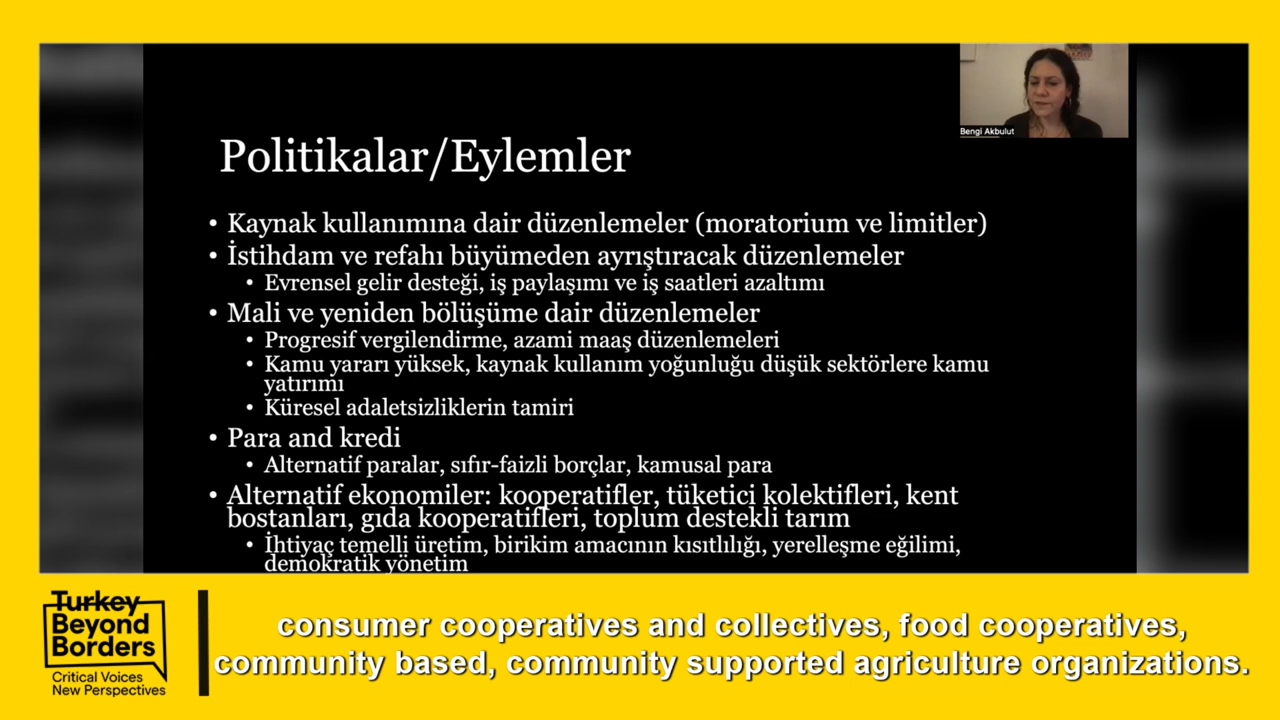 Bengi Akbulut
Politikalar/Eylemler
• Kaynak kullanımına dair düzenlemeler (moratorium ve limitler)
• İstihdam ve refahı büyümeden ayrıştıracak düzenlemeler
• Evrensel gelir desteği, iş paylaşımı ve iş saatleri azaltımı
• Mali ve yeniden bölüşüme dair düzenlemeler
• Progresif vergilendirme, azami maaş düzenlemeleri
• Kamu yararı yüksek, kaynak kullanım yoğunluğu düşük sektörlere kamu
yatırımı
• Küresel adaletsizliklerin tamiri
• Para and kredi
• Alternatif paralar, sıfır-faizli borçlar, kamusal para
• Alternatif ekonomiler: kooperatifler, tüketici kolektifleri, kent
bostanları, gıda kooperatifleri, toplum destekli tarım
• İhtiyaç temelli üretim, birikim amacının kısıtlılığı, yerelleşme eğilimi,
demokratik yönetim
Turkey
Beyond
Borders
Critical Voices
New Perspectives
consumer cooperatives and collectives, food cooperatives,
community based, community supported agriculture organizations.